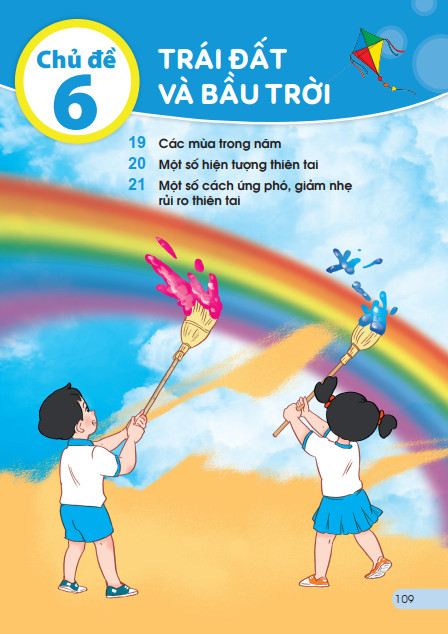 Chủ đề
6
TRÁI ĐẤT
VÀ BẦU TRỜI
19 Các mùa trong năm
20 Một số hiện tượng thiên tai
21 Một số cách ứng phó, giảm nhẹ
rủi ro thiên tai
109